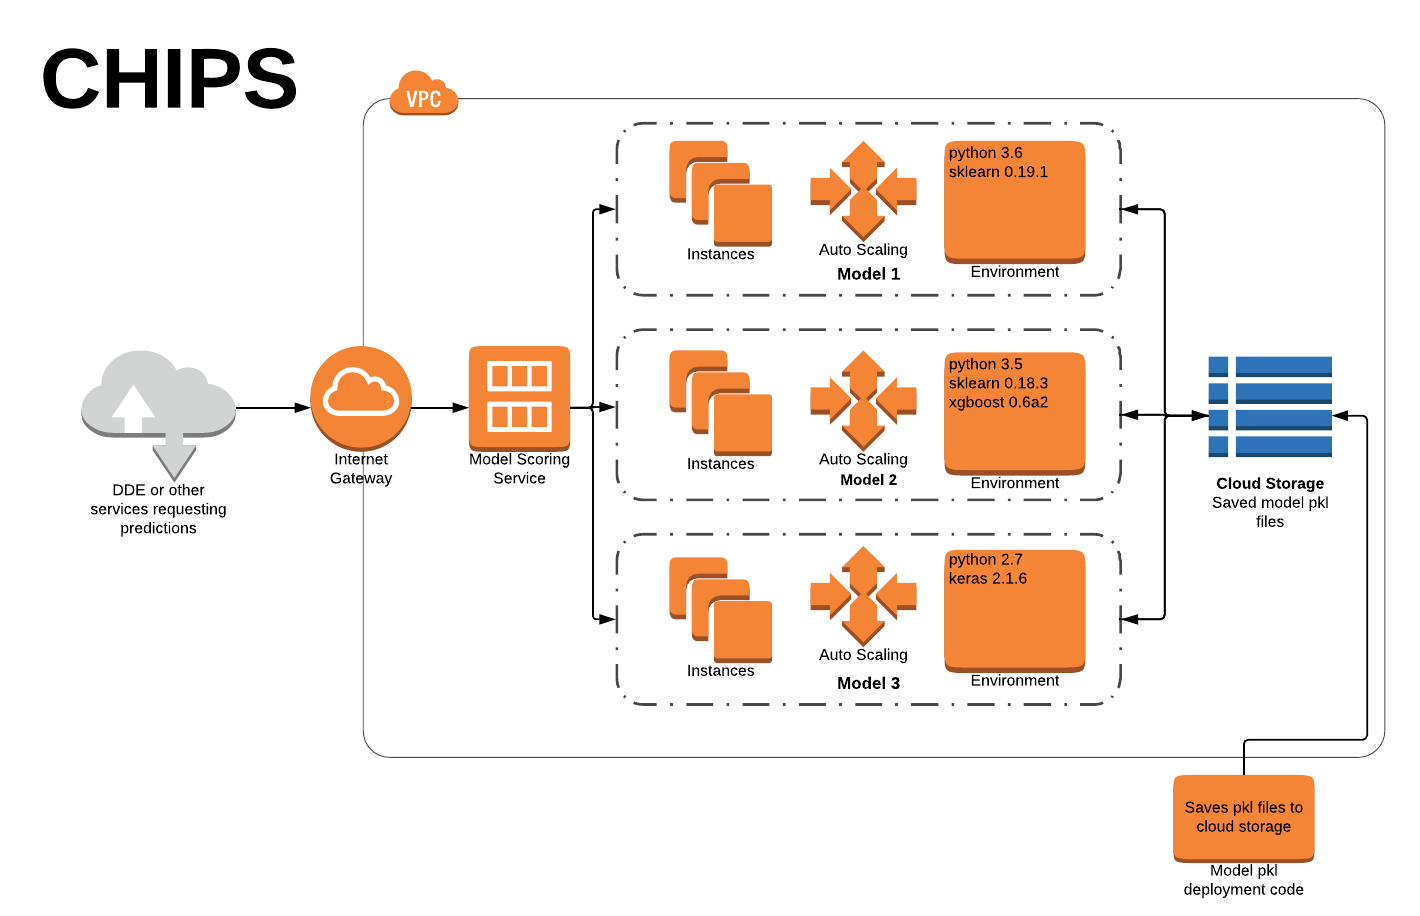 CHIPS
VPC
python 3.6
sklearn 0.19.1
Instances
Auto Scaling
Environment
Model 1
python 3.5
sklearn 0.18.3
xgboost 0.6a2
Instances
Auto Scaling
Environment
Model 2
python 2.7
keras 2.1.6
Instances
Auto Scaling
Environment
Model 3
DDE or other
services requesting
predictions
Internet
Gateway
Model Scoring
Service
Cloud Storage
Saved model pkl
files
Saves pkl files to
cloud storage
Model pkl
deployment code